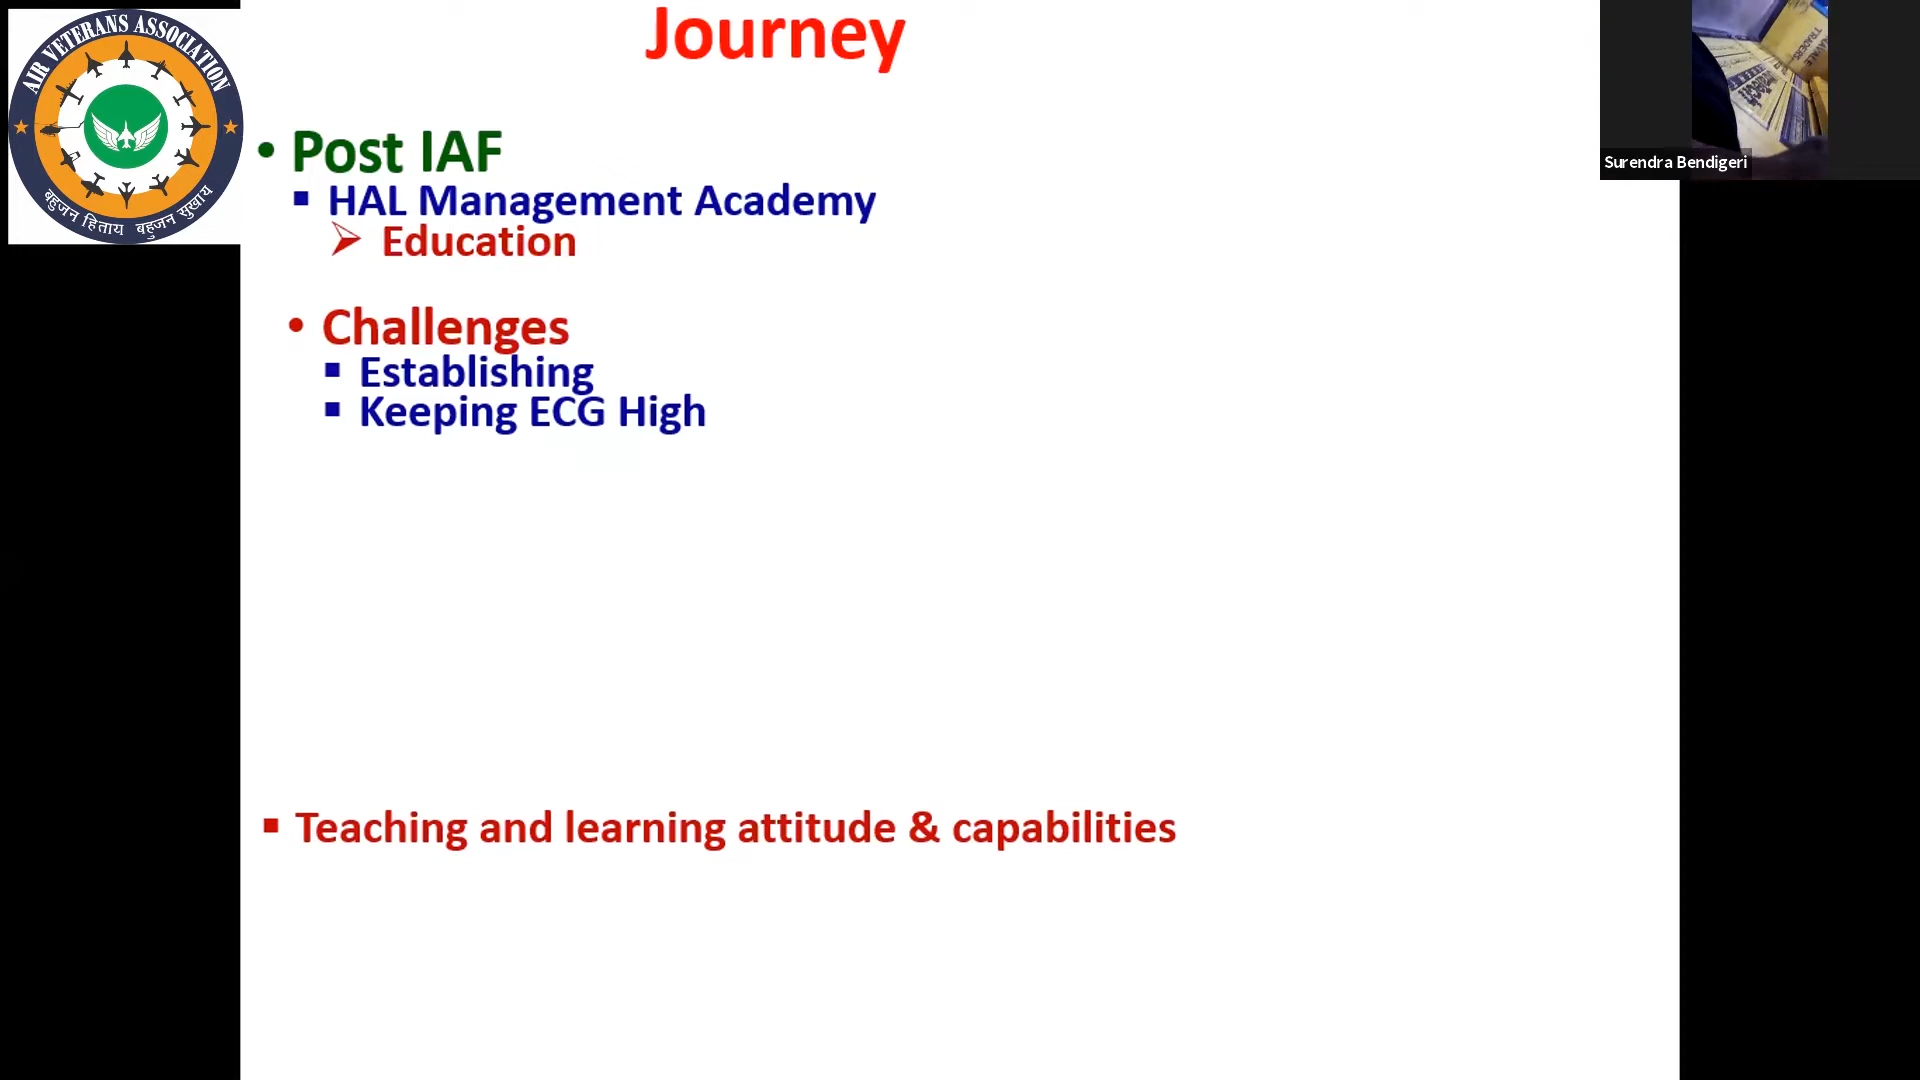 Journey
AIR VETERANS ASSOCIATION
बहुजन हिताय बहुजन सुखाय
• Post IAF
▪ HAL Management Academy
➢ Education
• Challenges
▪ Establishing
▪ Keeping ECG High
▪ Teaching and learning attitude & capabilities
TRADERS
Surendra Bendigeri